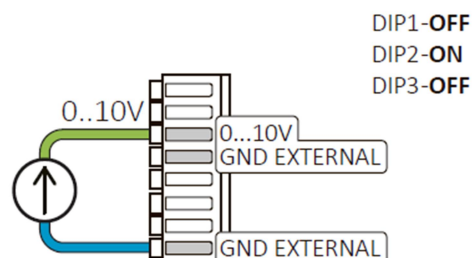 DIP1-OFF
DIP2-ON
DIP3-OFF
0..10V
0...10V
GND EXTERNAL
GND EXTERNAL